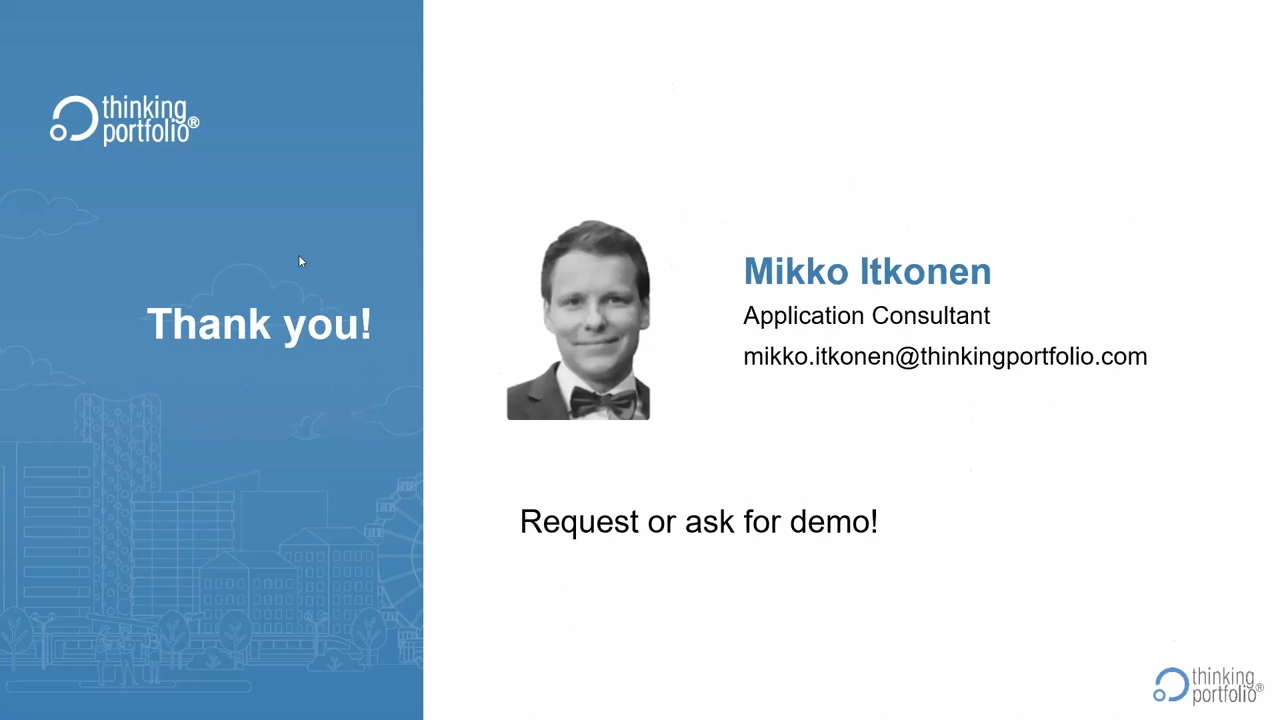 thinking
portfolio®
Thank you!
Mikko Itkonen
Application Consultant
mikko.itkonen@thinkingportfolio.com
Request or ask for demo!
thinking
portfolio®